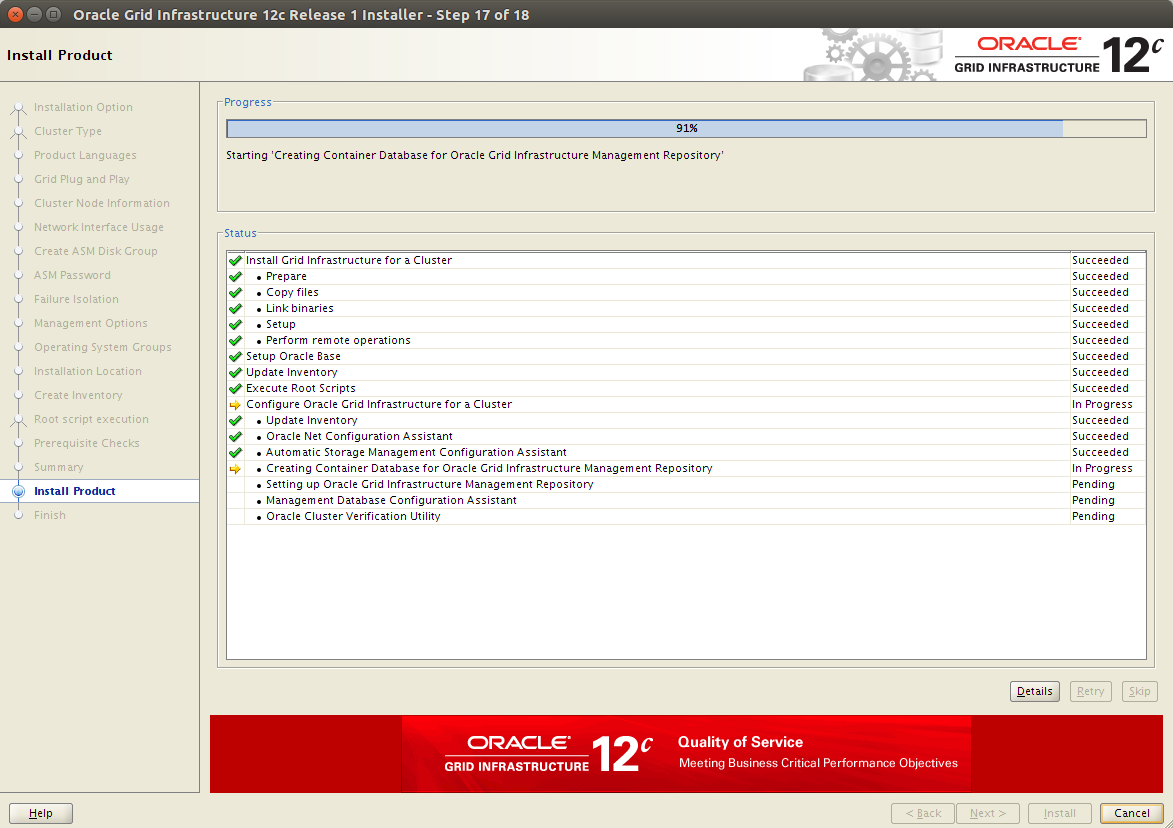 Oracle Grid Infrastructure 12c Release 1 Installer - Step 17 of 18
Install Product
ORACLE
GRID INFRASTRUCTURE 12c
Installation Option
Cluster Type
Product Languages
Grid Plug and Play
Cluster Node Information
Network Interface Usage
Create ASM Disk Group
ASM Password
Failure Isolation
Management Options
Operating System Groups
Installation Location
Create Inventory
Root script execution
Prerequisite Checks
Summary
Install Product
Finish
Progress
91%
Starting 'Creating Container Database for Oracle Grid Infrastructure Management Repository'
Status
Install Grid Infrastructure for a Cluster Succeeded
• Prepare Succeeded
• Copy files Succeeded
• Link binaries Succeeded
• Setup Succeeded
• Perform remote operations Succeeded
Setup Oracle Base Succeeded
Update Inventory Succeeded
Execute Root Scripts Succeeded
Configure Oracle Grid Infrastructure for a Cluster In Progress
• Update Inventory Succeeded
• Oracle Net Configuration Assistant Succeeded
• Automatic Storage Management Configuration Assistant Succeeded
• Creating Container Database for Oracle Grid Infrastructure Management Repository In Progress
• Setting up Oracle Grid Infrastructure Management Repository Pending
• Management Database Configuration Assistant Pending
• Oracle Cluster Verification Utility Pending
Details Retry Skip
ORACLE
GRID INFRASTRUCTURE 12c
Quality of Service
Meeting Business Critical Performance Objectives
Help < Back Next > Install Cancel